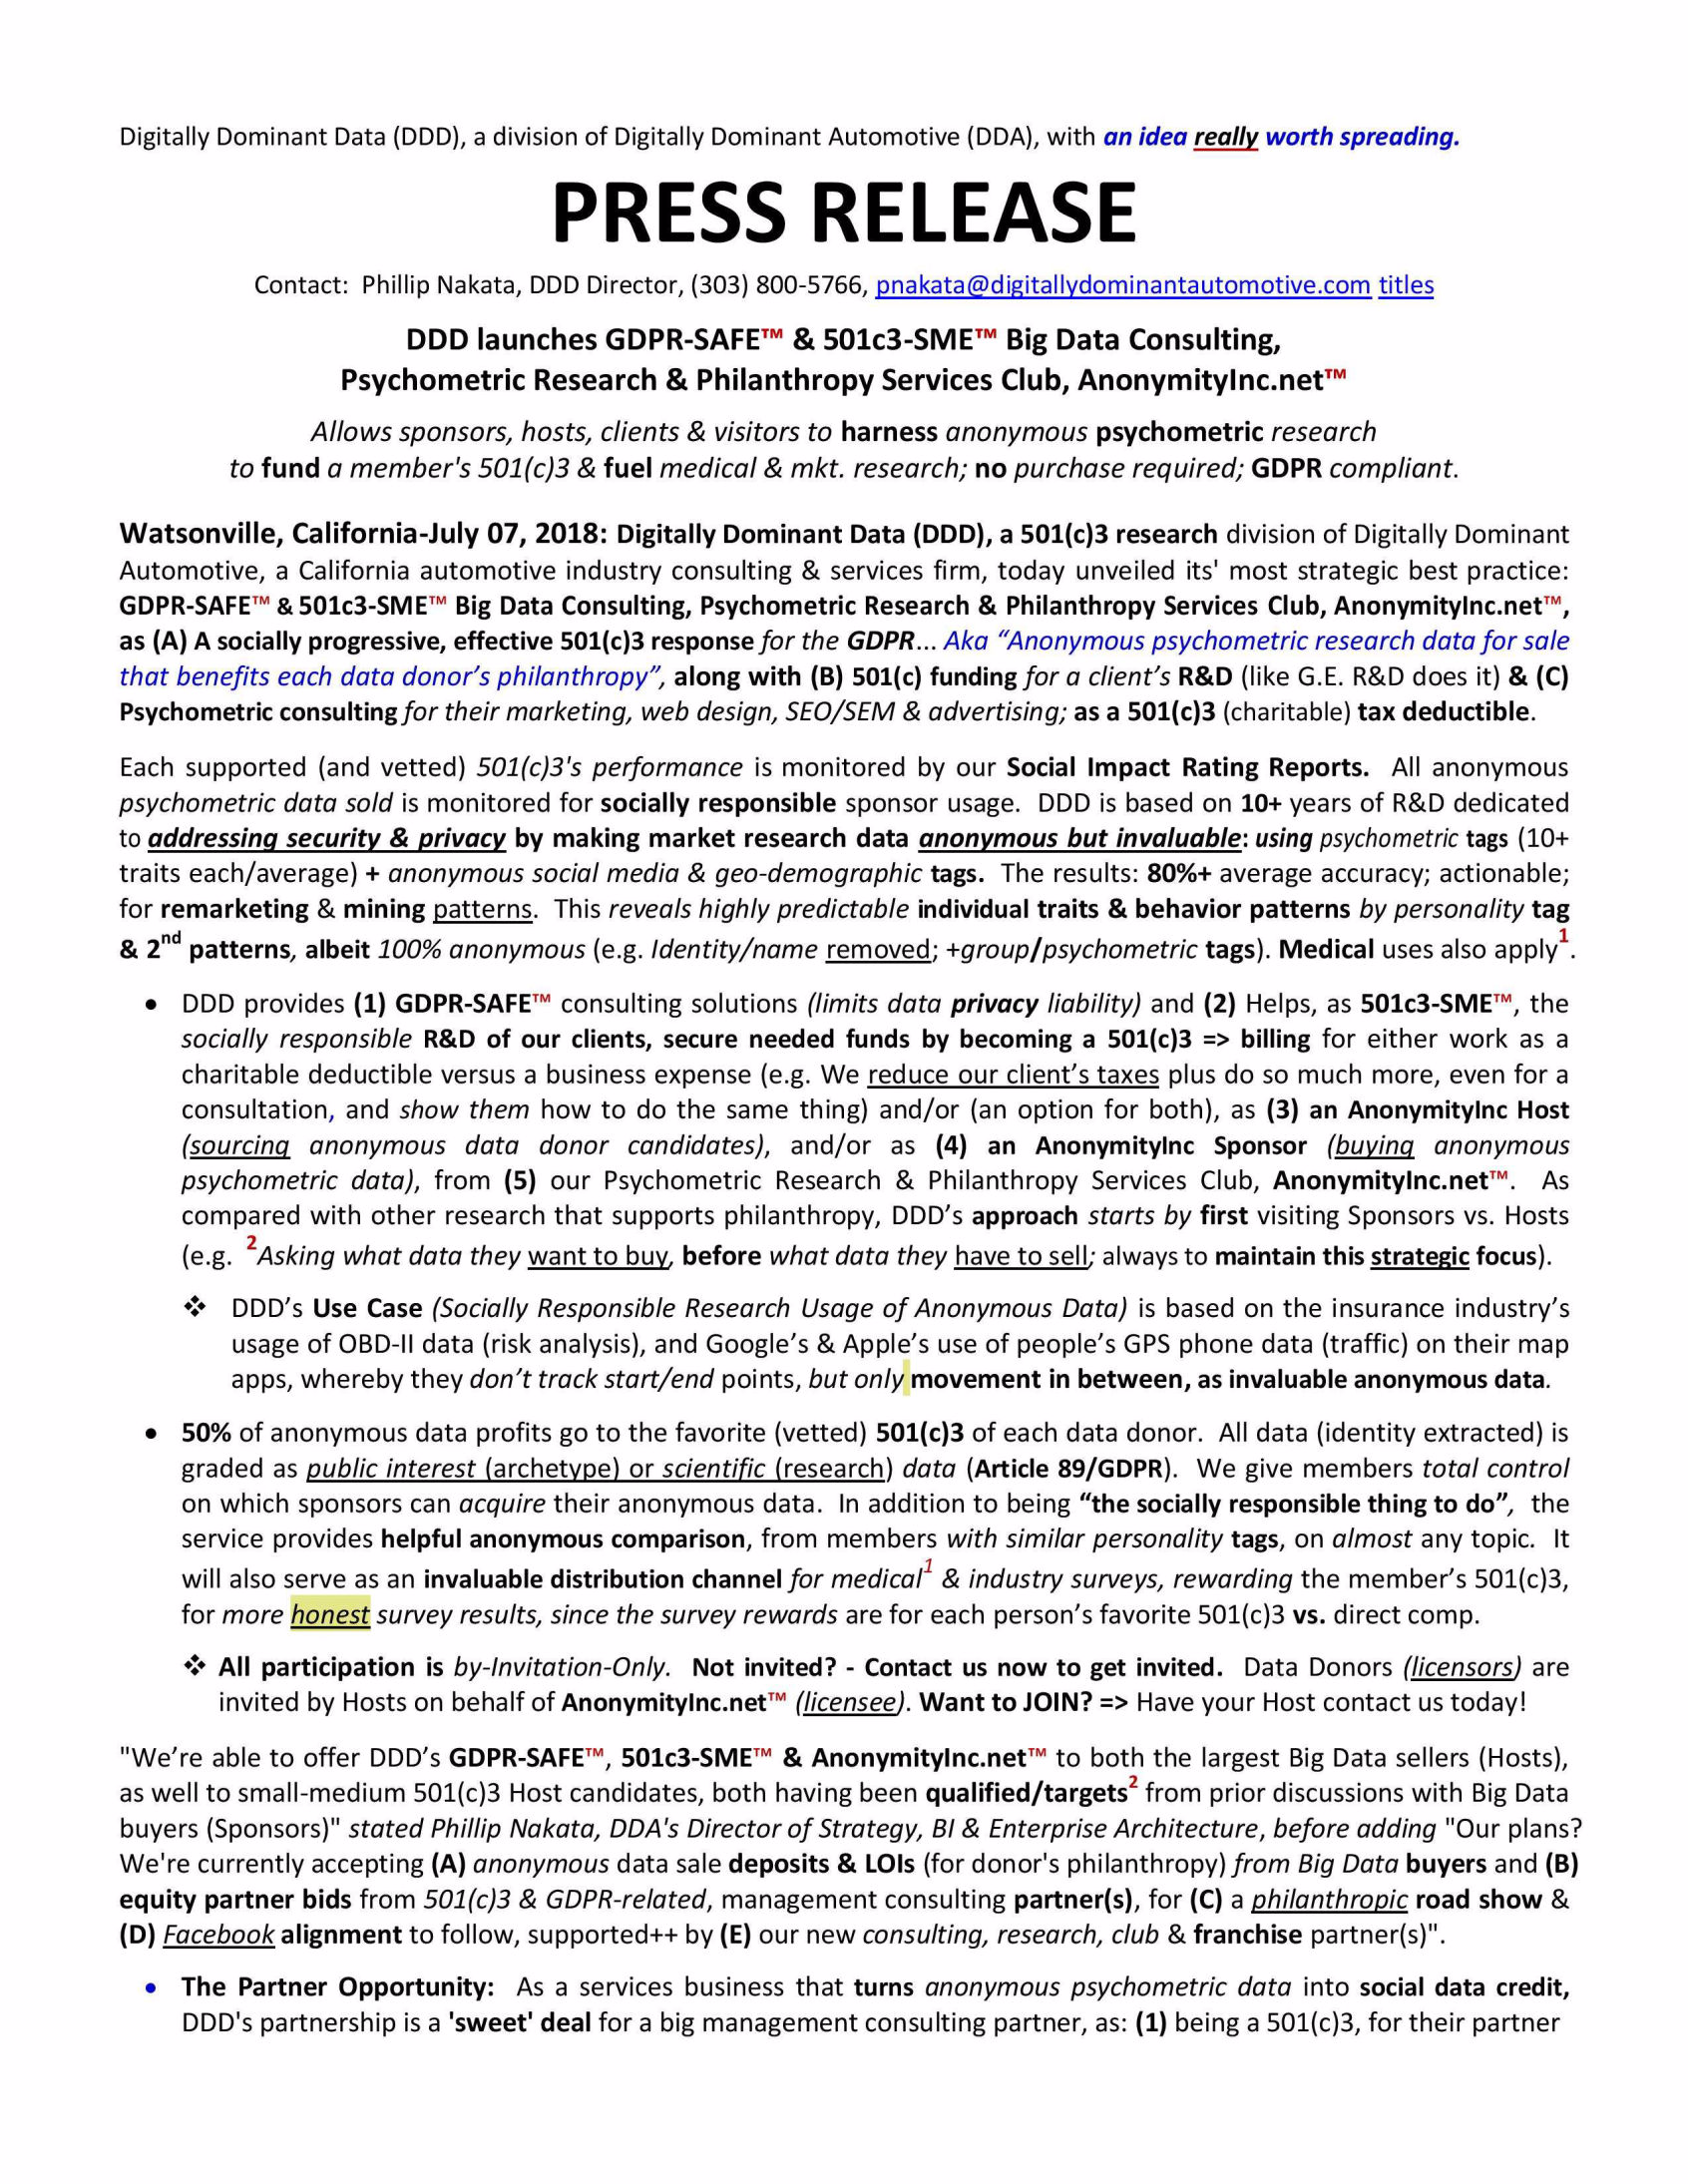 Digitally Dominant Data (DDD), a division of Digitally Dominant Automotive (DDA), with an idea really worth spreading.
PRESS RELEASE
Contact:  Phillip Nakata, DDD Director, (303) 800-5766, pnakata@digitallydominantautomotive.com titles
DDD launches GDPR-SAFE™ & 501c3-SME™ Big Data Consulting,
Psychometric Research & Philanthropy Services Club, AnonymityInc.net™
Allows sponsors, hosts, clients & visitors to harness anonymous psychometric research
to fund a member's 501(c)3 & fuel medical & mkt. research; no purchase required; GDPR compliant.
Watsonville, California-July 07, 2018: Digitally Dominant Data (DDD), a 501(c)3 research division of Digitally Dominant
Automotive, a California automotive industry consulting & services firm, today unveiled its' most strategic best practice:
GDPR-SAFE™ & 501c3-SME™ Big Data Consulting, Psychometric Research & Philanthropy Services Club, AnonymityInc.net™,
as (A) A socially progressive, effective 501(c)3 response for the GDPR... Aka “Anonymous psychometric research data for sale
that benefits each data donor’s philanthropy”, along with (B) 501(c) funding for a client’s R&D (like G.E. R&D does it) & (C)
Psychometric consulting for their marketing, web design, SEO/SEM & advertising; as a 501(c)3 (charitable) tax deductible.
Each supported (and vetted) 501(c)3's performance is monitored by our Social Impact Rating Reports.  All anonymous
psychometric data sold is monitored for socially responsible sponsor usage.  DDD is based on 10+ years of R&D dedicated
to addressing security & privacy by making market research data anonymous but invaluable: using psychometric tags (10+
traits each/average) + anonymous social media & geo-demographic tags.  The results: 80%+ average accuracy; actionable;
for remarketing & mining patterns.  This reveals highly predictable individual traits & behavior patterns by personality tag
& 2nd patterns, albeit 100% anonymous (e.g. Identity/name removed; +group/psychometric tags). Medical uses also apply1.
• DDD provides (1) GDPR-SAFE™ consulting solutions (limits data privacy liability) and (2) Helps, as 501c3-SME™, the
socially responsible R&D of our clients, secure needed funds by becoming a 501(c)3 => billing for either work as a
charitable deductible versus a business expense (e.g. We reduce our client’s taxes plus do so much more, even for a
consultation, and show them how to do the same thing) and/or (an option for both), as (3) an AnonymityInc Host
(sourcing anonymous data donor candidates), and/or as (4) an AnonymityInc Sponsor (buying anonymous
psychometric data), from (5) our Psychometric Research & Philanthropy Services Club, AnonymityInc.net™.  As
compared with other research that supports philanthropy, DDD’s approach starts by first visiting Sponsors vs. Hosts
(e.g.  2Asking what data they want to buy, before what data they have to sell; always to maintain this strategic focus).
❖ DDD’s Use Case (Socially Responsible Research Usage of Anonymous Data) is based on the insurance industry’s
usage of OBD-II data (risk analysis), and Google’s & Apple’s use of people’s GPS phone data (traffic) on their map
apps, whereby they don’t track start/end points, but only movement in between, as invaluable anonymous data.
• 50% of anonymous data profits go to the favorite (vetted) 501(c)3 of each data donor.  All data (identity extracted) is
graded as public interest (archetype) or scientific (research) data (Article 89/GDPR).  We give members total control
on which sponsors can acquire their anonymous data.  In addition to being “the socially responsible thing to do”,  the
service provides helpful anonymous comparison, from members with similar personality tags, on almost any topic.  It
will also serve as an invaluable distribution channel for medical1 & industry surveys, rewarding the member’s 501(c)3,
for more honest survey results, since the survey rewards are for each person’s favorite 501(c)3 vs. direct comp.
❖ All participation is by-Invitation-Only.  Not invited? - Contact us now to get invited.  Data Donors (licensors) are
invited by Hosts on behalf of AnonymityInc.net™ (licensee). Want to JOIN? => Have your Host contact us today!
"We’re able to offer DDD’s GDPR-SAFE™, 501c3-SME™ & AnonymityInc.net™ to both the largest Big Data sellers (Hosts),
as well to small-medium 501(c)3 Host candidates, both having been qualified/targets2 from prior discussions with Big Data
buyers (Sponsors)" stated Phillip Nakata, DDA's Director of Strategy, BI & Enterprise Architecture, before adding "Our plans?
We're currently accepting (A) anonymous data sale deposits & LOIs (for donor's philanthropy) from Big Data buyers and (B)
equity partner bids from 501(c)3 & GDPR-related, management consulting partner(s), for (C) a philanthropic road show &
(D) Facebook alignment to follow, supported++ by (E) our new consulting, research, club & franchise partner(s)".
• The Partner Opportunity:  As a services business that turns anonymous psychometric data into social data credit,
DDD's partnership is a 'sweet' deal for a big management consulting partner, as: (1) being a 501(c)3, for their partner